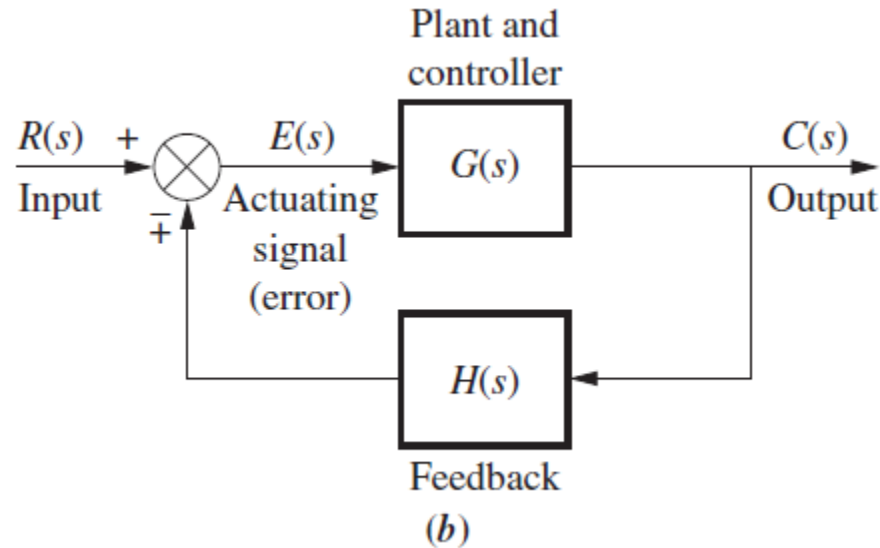 Plant and
controller
R(s) + E(s) G(s) C(s)
Input ∓ Actuating Output
signal
(error)
H(s)
Feedback
(b)